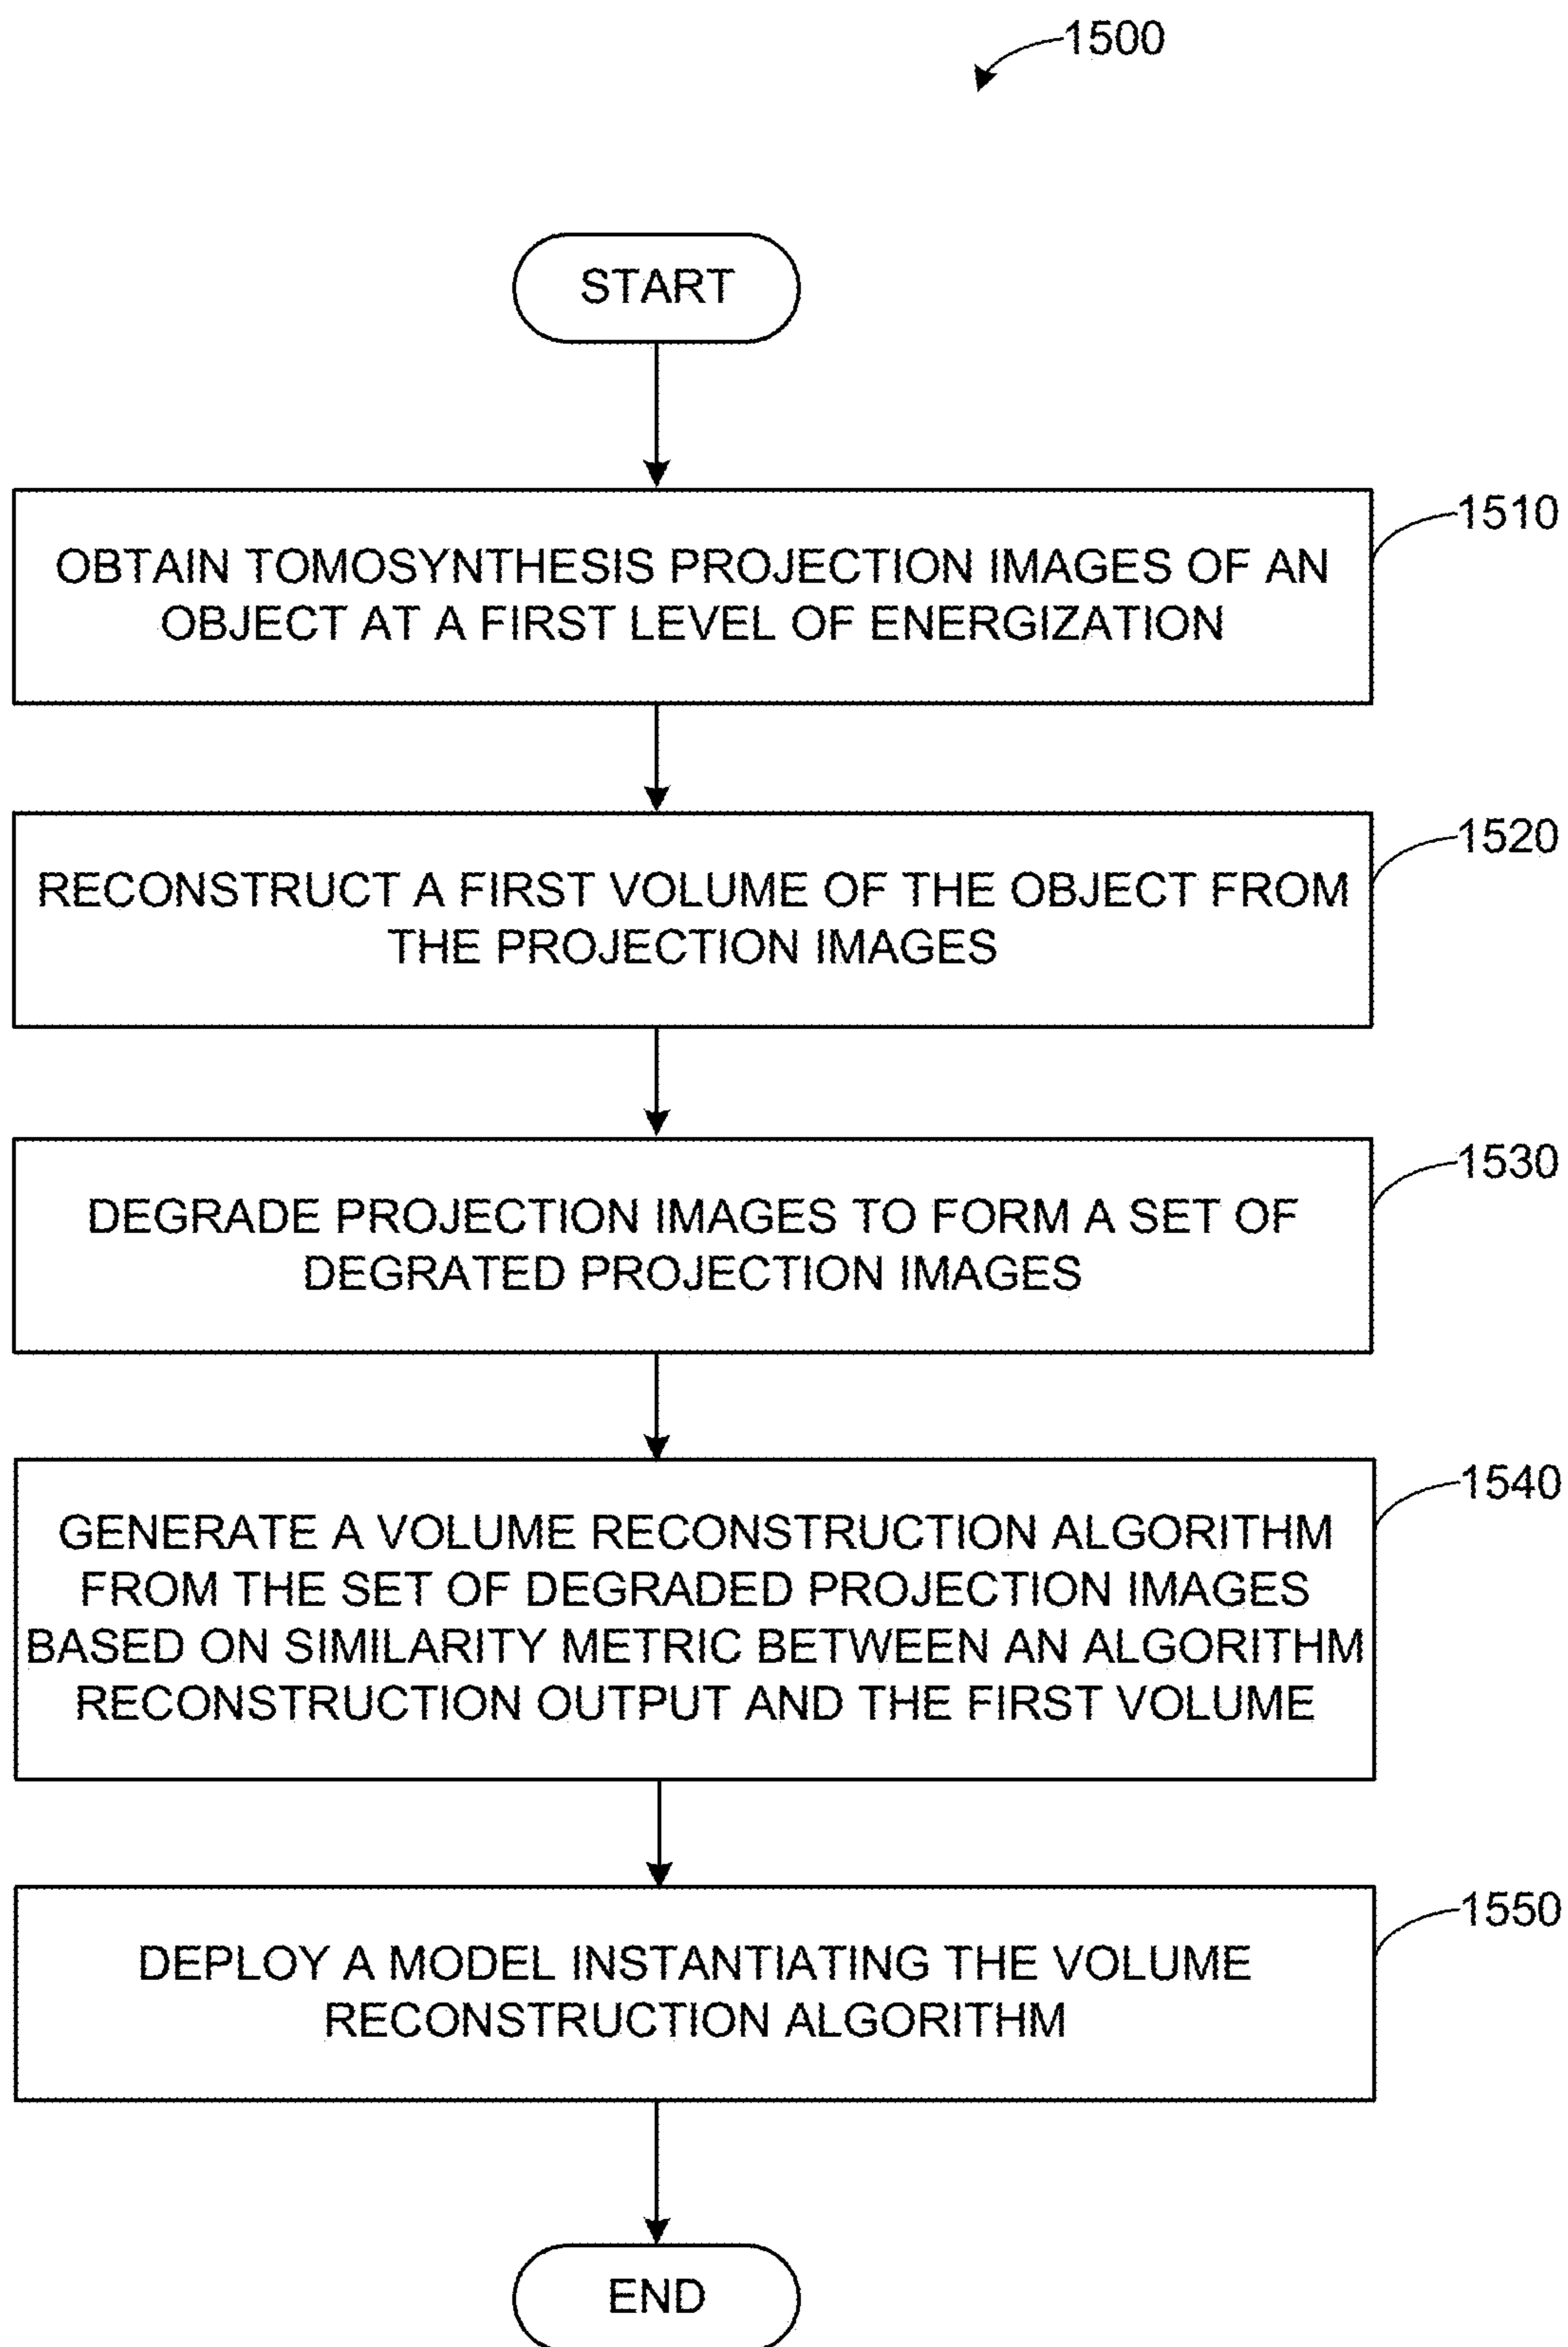 1500
START
1510
OBTAIN TOMOSYNTHESIS PROJECTION IMAGES OF AN
OBJECT AT A FIRST LEVEL OF ENERGIZATION
1520
RECONSTRUCT A FIRST VOLUME OF THE OBJECT FROM
THE PROJECTION IMAGES
1530
DEGRADE PROJECTION IMAGES TO FORM A SET OF
DEGRATED PROJECTION IMAGES
1540
GENERATE A VOLUME RECONSTRUCTION ALGORITHM
FROM THE SET OF DEGRADED PROJECTION IMAGES
BASED ON SIMILARITY METRIC BETWEEN AN ALGORITHM
RECONSTRUCTION OUTPUT AND THE FIRST VOLUME
1550
DEPLOY A MODEL INSTANTIATING THE VOLUME
RECONSTRUCTION ALGORITHM
END